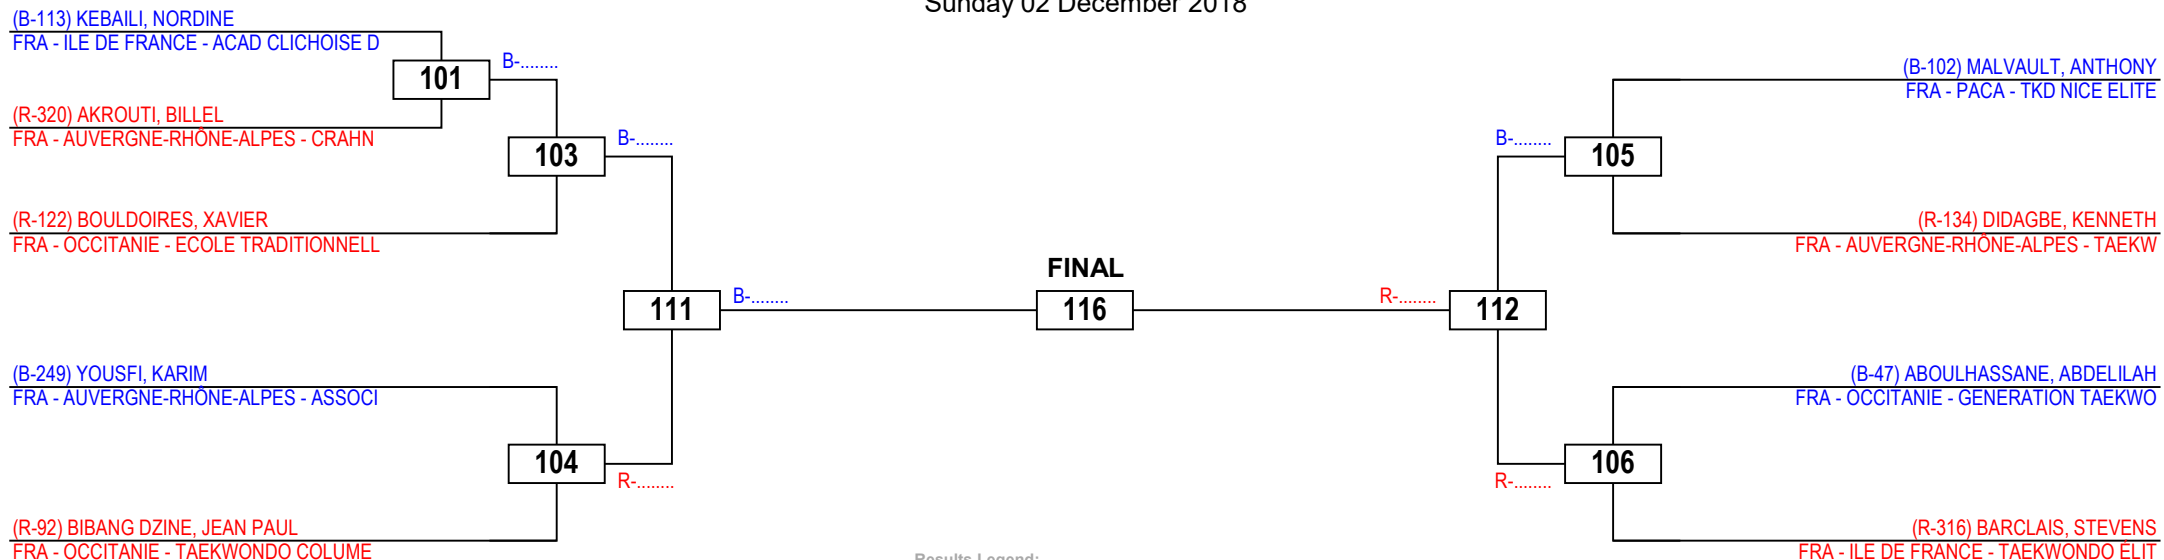 Sunday 02 December 2018
(B-113) KEBAILI, NORDINE
FRA - ILE DE FRANCE - ACAD CLICHOISE D
101
B-........
(R-320) AKROUTI, BILLEL
FRA - AUVERGNE-RHÔNE-ALPES - CRAHN
103
B-........
(R-122) BOULDOIRES, XAVIER
FRA - OCCITANIE - ECOLE TRADITIONNELL
111
B-........
(B-249) YOUSFI, KARIM
FRA - AUVERGNE-RHÔNE-ALPES - ASSOCI
104
R-........
(R-92) BIBANG DZINE, JEAN PAUL
FRA - OCCITANIE - TAEKWONDO COLUME
FINAL
116
(B-102) MALVAULT, ANTHONY
FRA - PACA - TKD NICE ELITE
B-........
105
(R-134) DIDAGBE, KENNETH
FRA - AUVERGNE-RHÔNE-ALPES - TAEKW
R-........
112
(B-47) ABOULHASSANE, ABDELILAH
FRA - OCCITANIE - GENERATION TAEKWO
106
R-........
(R-316) BARCLAIS, STEVENS
FRA - ILE DE FRANCE - TAEKWONDO ÉLIT
Results Legend: